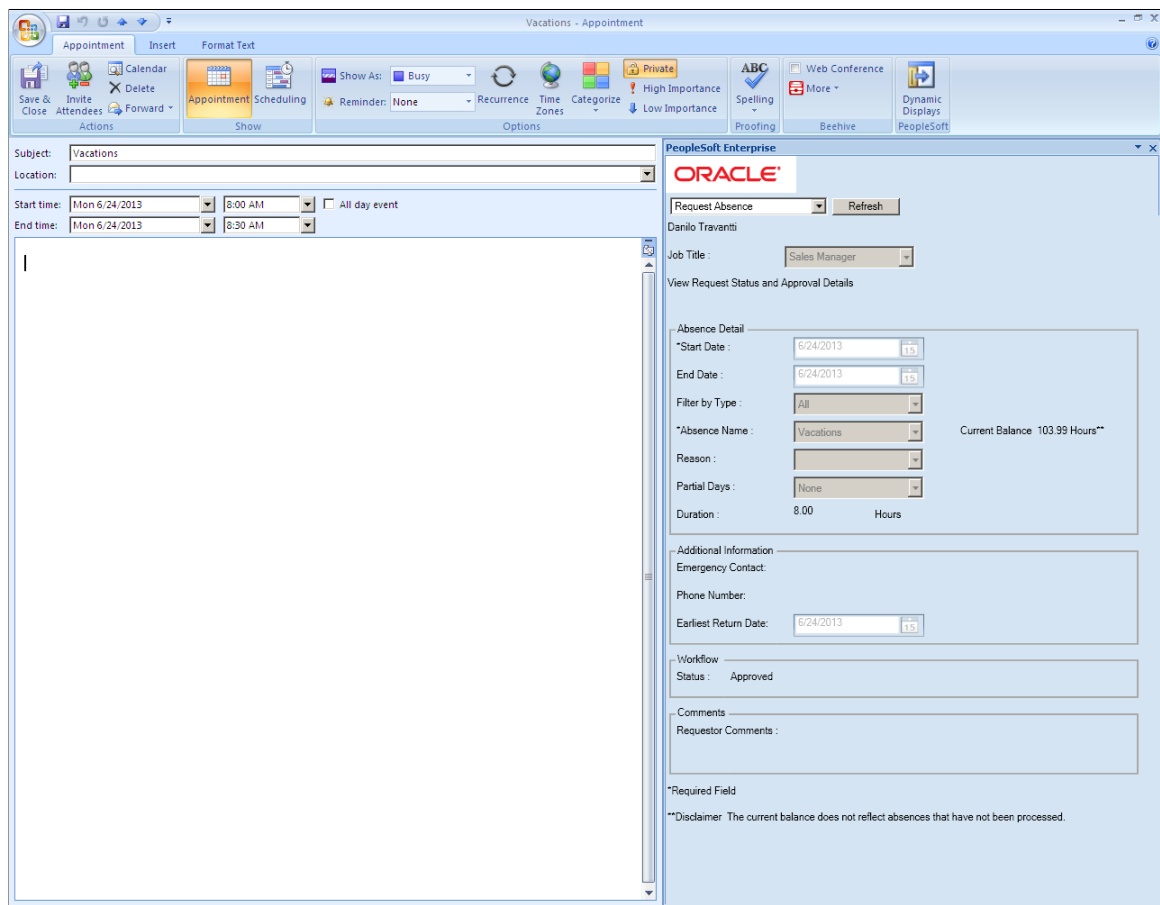 Vacations - Appointment
Appointment Insert Format Text
Save & Close
Invite Attendees
Calendar
Delete
Forward
Actions
Appointment
Scheduling
Show
Show As: Busy
Reminder: None
Recurrence
Time Zones
Categorize
Private
High Importance
Low Importance
Options
ABC
Spelling
Proofing
Web Conference
More
Beehive
Dynamic Displays
PeopleSoft
Subject: Vacations
Location:
Start time: Mon 6/24/2013 8:00 AM All day event
End time: Mon 6/24/2013 8:30 AM
PeopleSoft Enterprise
ORACLE'
Request Absence Refresh
Danilo Travantti
Job Title : Sales Manager
View Request Status and Approval Details
Absence Detail
*Start Date : 6/24/2013 15
End Date : 6/24/2013 15
Filter by Type : All
*Absence Name : Vacations Current Balance 103.99 Hours**
Reason :
Partial Days : None
Duration : 8.00 Hours
Additional Information
Emergency Contact:
Phone Number:
Earliest Return Date: 6/24/2013 15
Workflow
Status : Approved
Comments
Requestor Comments :
*Required Field
**Disclaimer The current balance does not reflect absences that have not been processed.